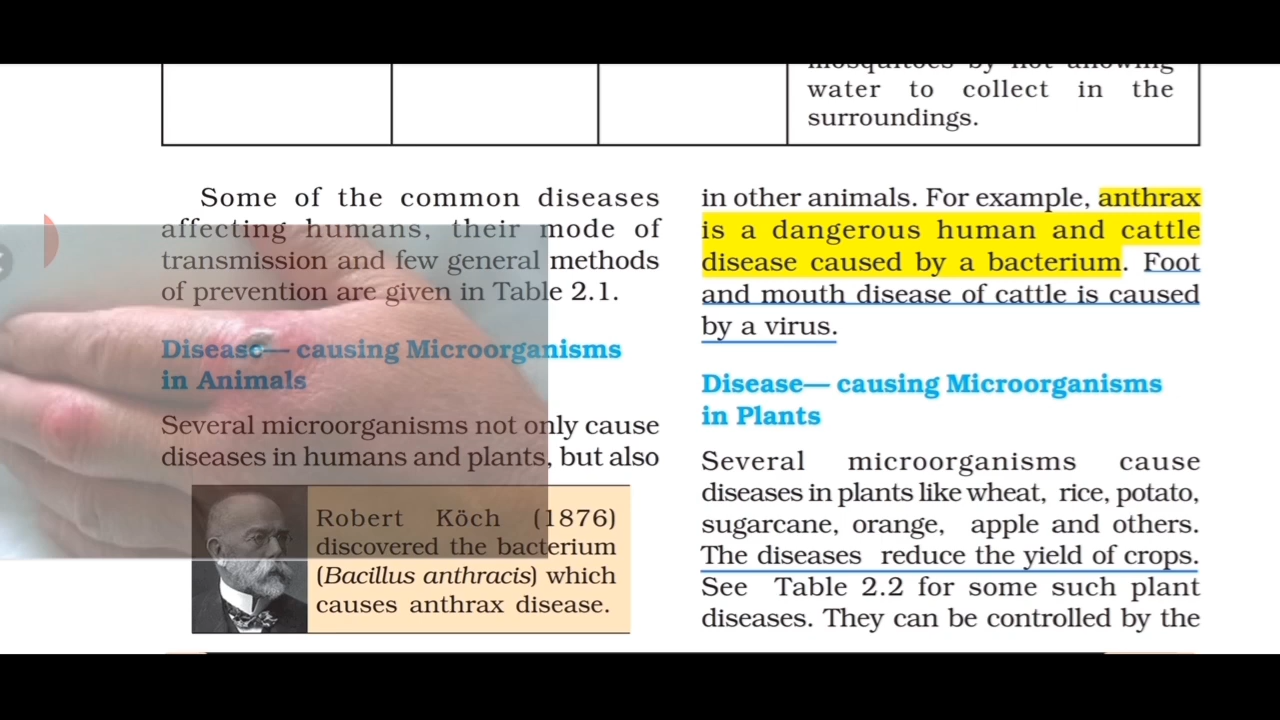 mosquitoes by not allowing
water to collect in the
surroundings.
Some of the common diseases
affecting humans, their mode of
transmission and few general methods
of prevention are given in Table 2.1.
Disease— causing Microorganisms
in Animals
Several microorganisms not only cause
diseases in humans and plants, but also
Robert Köch (1876)
discovered the bacterium
(Bacillus anthracis) which
causes anthrax disease.
in other animals. For example, anthrax
is a dangerous human and cattle
disease caused by a bacterium. Foot
and mouth disease of cattle is caused
by a virus.
Disease— causing Microorganisms
in Plants
Several microorganisms cause
diseases in plants like wheat, rice, potato,
sugarcane, orange, apple and others.
The diseases reduce the yield of crops.
See Table 2.2 for some such plant
diseases. They can be controlled by the